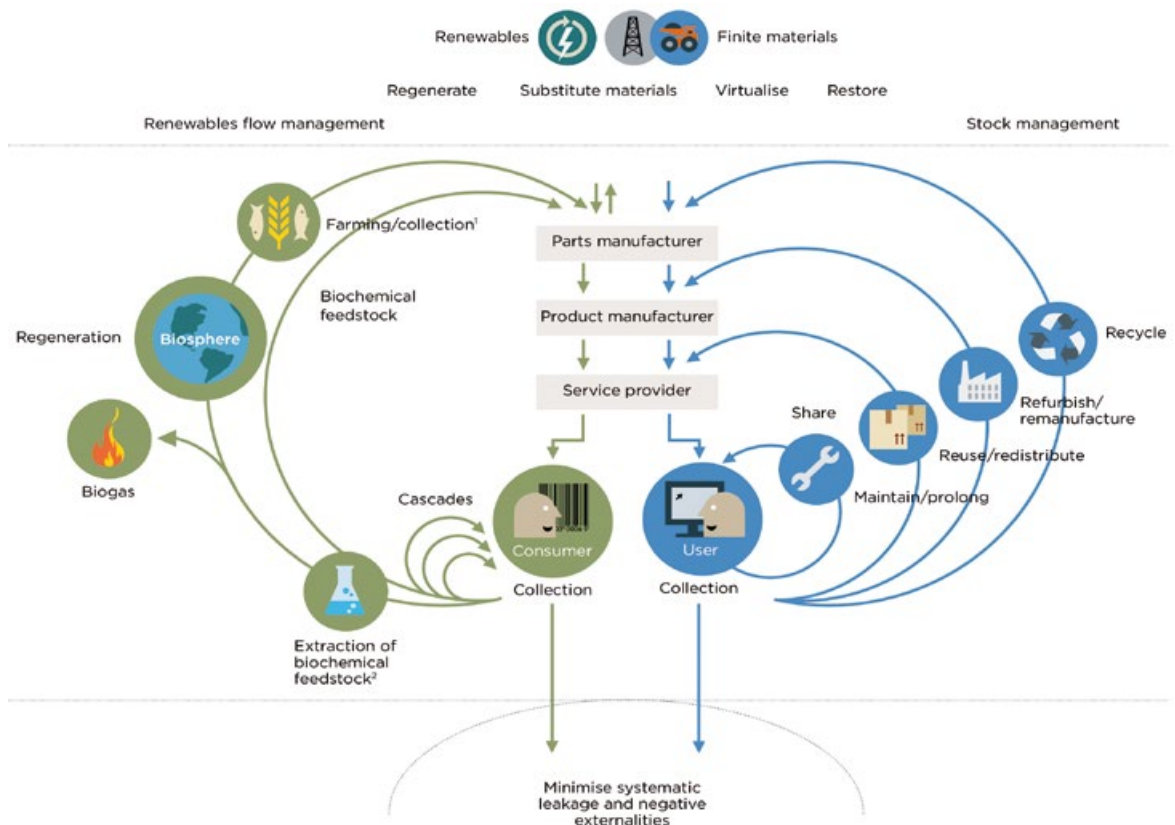 Renewables
Finite materials
Regenerate
Substitute materials
Virtualise
Restore
Renewables flow management
Stock management
Farming/collection¹
Parts manufacturer
Biochemical
feedstock
Product manufacturer
Regeneration
Biosphere
Recycle
Service provider
Share
Refurbish/
remanufacture
Reuse/redistribute
Biogas
Cascades
Maintain/prolong
Consumer
User
Collection
Collection
Extraction of
biochemical
feedstock²
Minimise systematic
leakage and negative
externalities